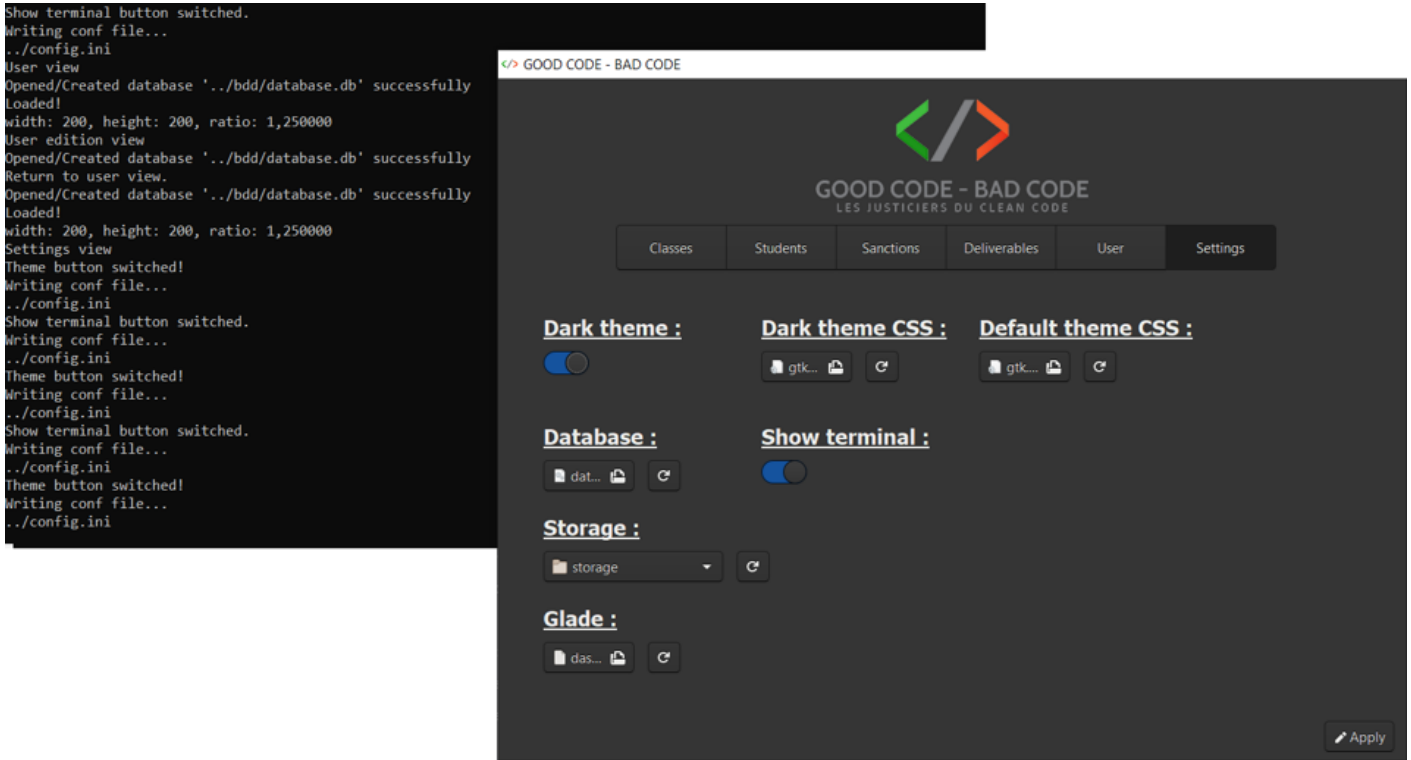 Show terminal button switched.
Writing conf file...
../config.ini
User view
Opened/Created database '../bdd/database.db' successfully
Loaded!
width: 200, height: 200, ratio: 1,250000
User edition view
Opened/Created database '../bdd/database.db' successfully
Return to user view.
Opened/Created database '../bdd/database.db' successfully
Loaded!
width: 200, height: 200, ratio: 1,250000
Settings view
Theme button switched!
Writing conf file...
../config.ini
Show terminal button switched.
Writing conf file...
../config.ini
Theme button switched!
Writing conf file...
../config.ini
Show terminal button switched.
Writing conf file...
../config.ini
Theme button switched!
Writing conf file...
../config.ini
</> GOOD CODE - BAD CODE
</>
GOOD CODE - BAD CODE
LES JUSTICIERS DU CLEAN CODE
Classes Students Sanctions Deliverables User Settings
Dark theme : Dark theme CSS : Default theme CSS :
gtk... gtk...
Database : Show terminal :
dat...
Storage :
storage
Glade :
das...
Apply